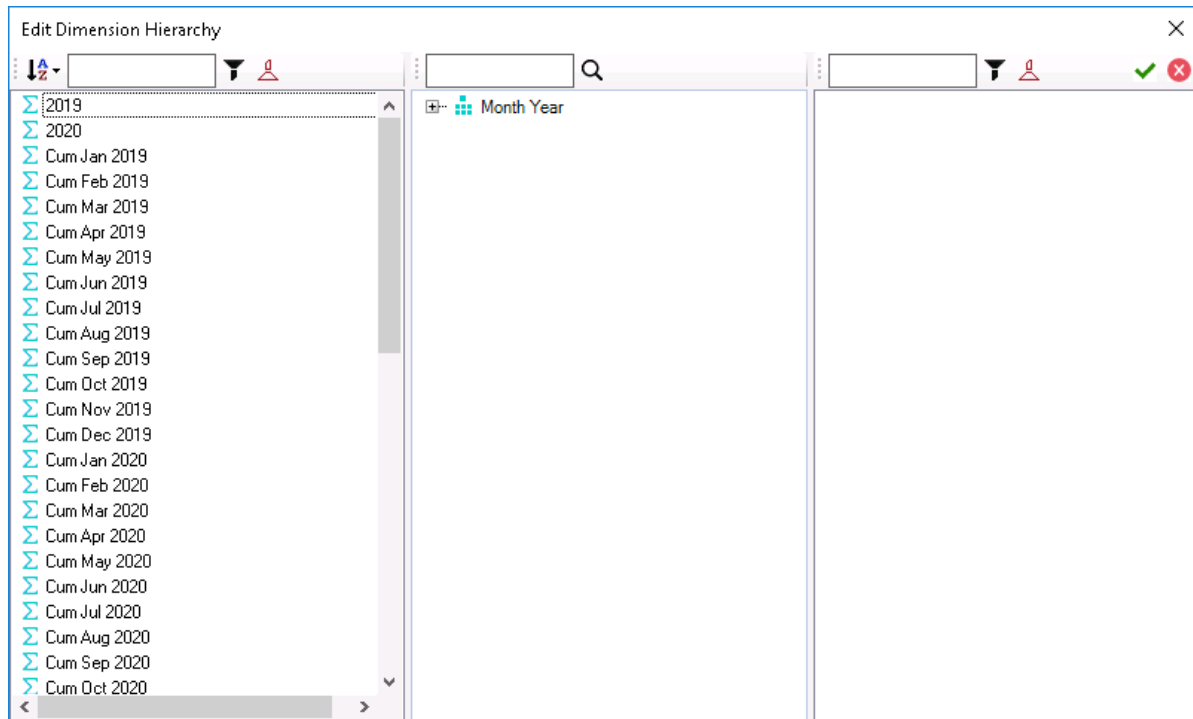 Edit Dimension Hierarchy
2019
2020
Cum Jan 2019
Cum Feb 2019
Cum Mar 2019
Cum Apr 2019
Cum May 2019
Cum Jun 2019
Cum Jul 2019
Cum Aug 2019
Cum Sep 2019
Cum Oct 2019
Cum Nov 2019
Cum Dec 2019
Cum Jan 2020
Cum Feb 2020
Cum Mar 2020
Cum Apr 2020
Cum May 2020
Cum Jun 2020
Cum Jul 2020
Cum Aug 2020
Cum Sep 2020
Cum Oct 2020
Month Year